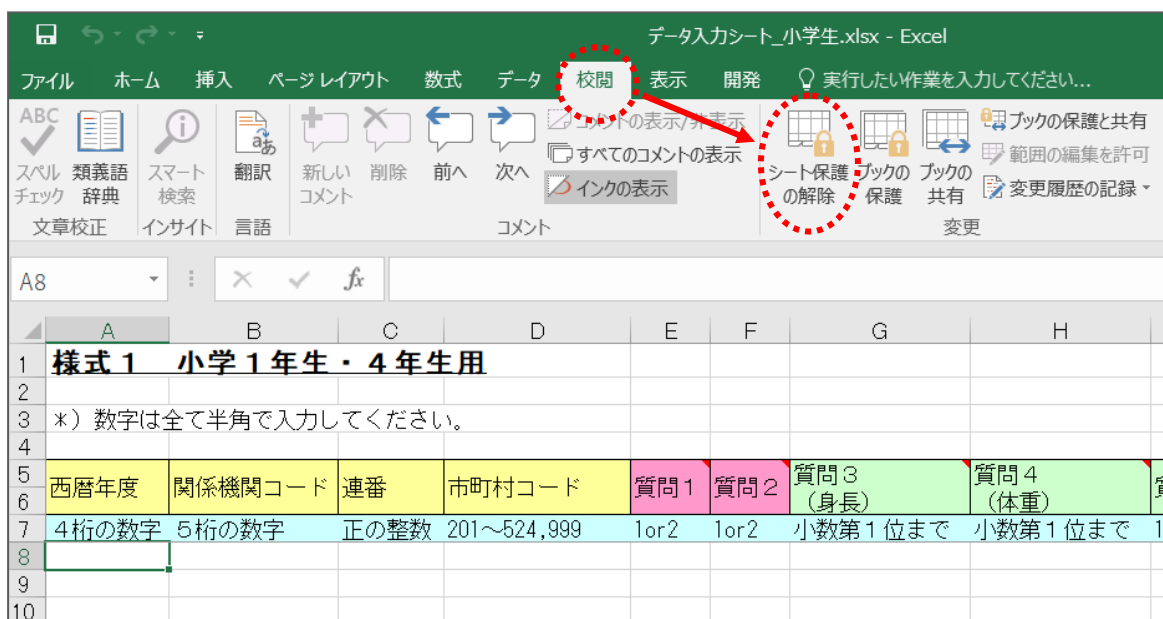 データ入力シート_小学生.xlsx - Excel
ファイル ホーム 挿入 ページ レイアウト 数式 データ 校閲 表示 開発 実行したい作業を入力してください...
ABC
スペル
チェック
類義語
辞典
文章校正
スマート
検索
インサイト
あ
翻訳
言語
新しい
コメント
削除
前へ
次へ
コメントの表示/非表示
すべてのコメントの表示
インクの表示
コメント
シート保護
の解除
ブックの
保護
ブックの
共有
ブックの保護と共有
範囲の編集を許可
変更履歴の記録
変更
A8 fx
A B C D E F G H
1 様式1 小学1年生・4年生用
2
3 *)数字は全て半角で入力してください。
4
5
6
西暦年度 関係機関コード 連番 市町村コード 質問1 質問2
質問3
(身長)
質問4
(体重)
7 4桁の数字 5桁の数字 正の整数 201~524,999 1or2 1or2 小数第1位まで 小数第1位まで
8
9
10